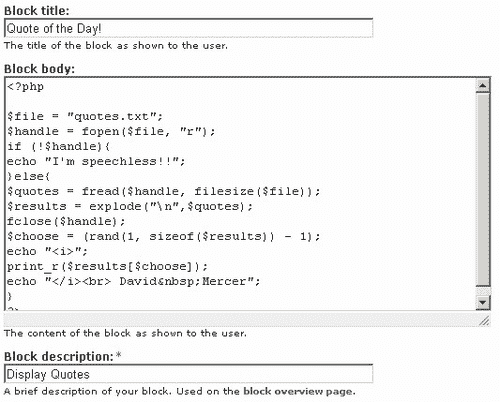 Block title:
Quote of the Day!
The title of the block as shown to the user.
Block body:
<?php
$file = "quotes.txt";
$handle = fopen($file, "r");
if (!$handle){
echo "I'm speechless!!";
}else{
$quotes = fread($handle, filesize($file));
$results = explode("\n",$quotes);
fclose($handle);
$choose = (rand(1, sizeof($results)) - 1);
echo "<i>";
print_r($results[$choose]);
echo "</i><br> David&nbsp;Mercer";
}
?>
The content of the block as shown to the user.
Block description:*
Display Quotes
A brief description of your block. Used on the block overview page.